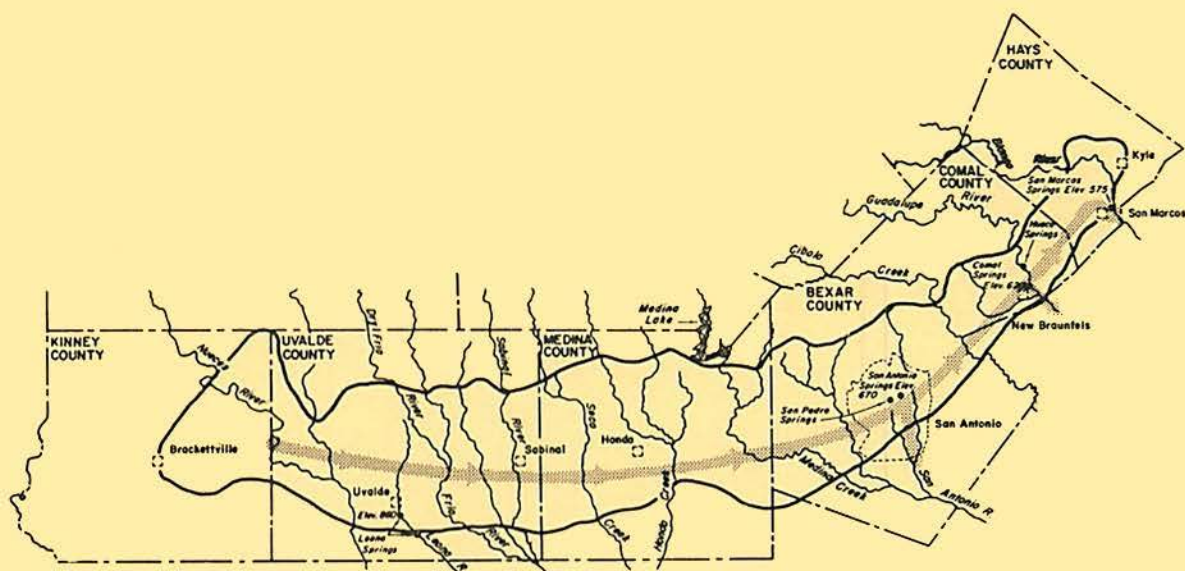 HAYS
COUNTY
Blanco
River
Kyle
COMAL
COUNTY
San Marcos
Springs Elev. 575
San Marcos
Guadalupe
River
Hueco
Springs
Cibolo
Creek
Comal
Springs
BEXAR
COUNTY
New Braunfels
Medina
Lake
KINNEY
COUNTY
Nueces
River
UVALDE
COUNTY
Dry Frio
River
Sabinal
River
MEDINA
COUNTY
Seco
Creek
San Antonio
Springs Elev.
670
San Pedro
Springs
San Antonio
Brackettville
Sabinal
Hondo
Uvalde
Elev. 860
Leona
Springs
Leona
R.
Frio
River
Hondo
Creek
Medina
Creek
San
Antonio R.